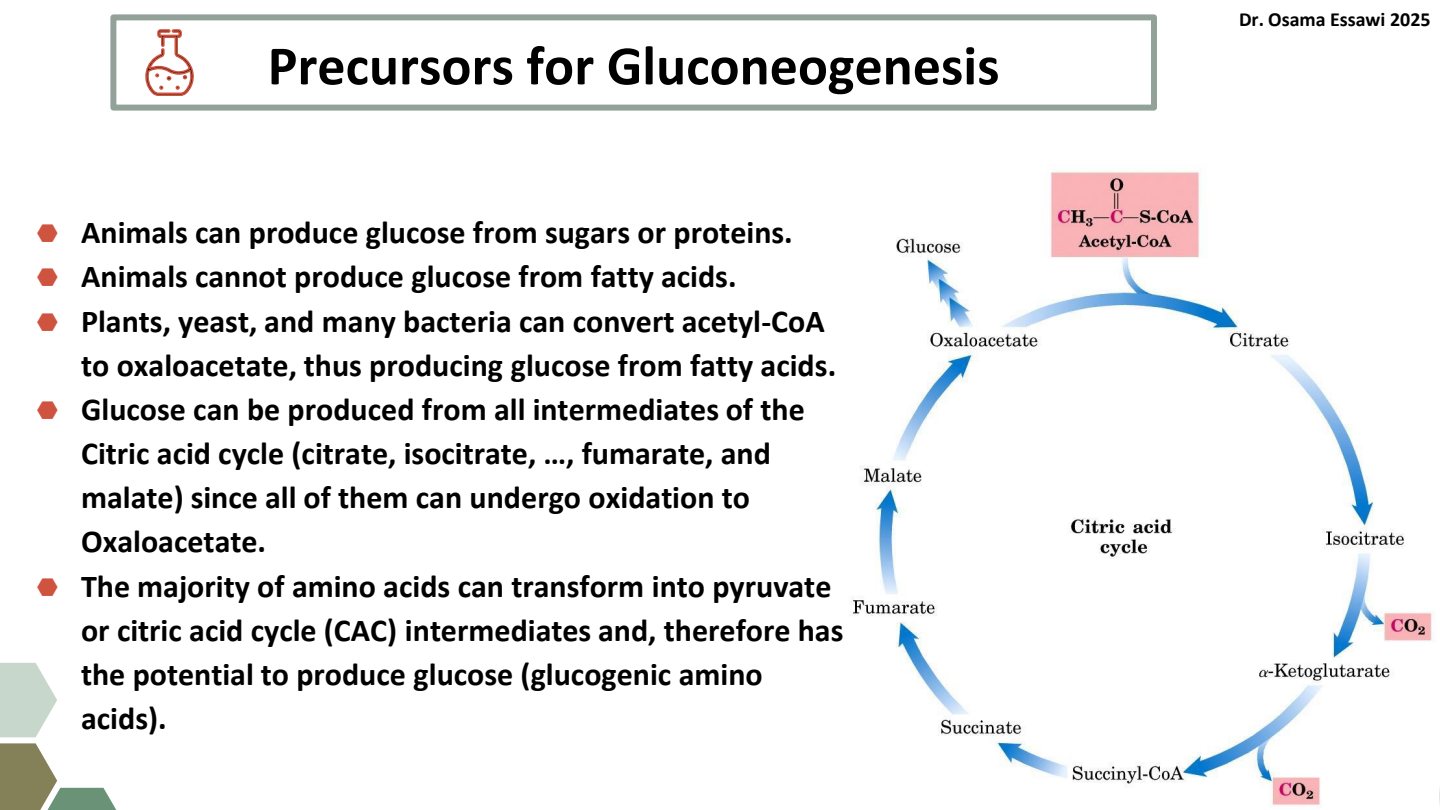 Dr. Osama Essawi 2025
Precursors for Gluconeogenesis
Animals can produce glucose from sugars or proteins.
Animals cannot produce glucose from fatty acids.
Plants, yeast, and many bacteria can convert acetyl-CoA
to oxaloacetate, thus producing glucose from fatty acids.
Glucose can be produced from all intermediates of the
Citric acid cycle (citrate, isocitrate, …, fumarate, and
malate) since all of them can undergo oxidation to
Oxaloacetate.
The majority of amino acids can transform into pyruvate
or citric acid cycle (CAC) intermediates and, therefore has
the potential to produce glucose (glucogenic amino
acids).
O
CH₃—C—S-CoA
Acetyl-CoA
Glucose
Oxaloacetate
Citrate
Malate
Citric acid
cycle
Isocitrate
Fumarate
CO₂
α-Ketoglutarate
Succinate
Succinyl-CoA
CO₂